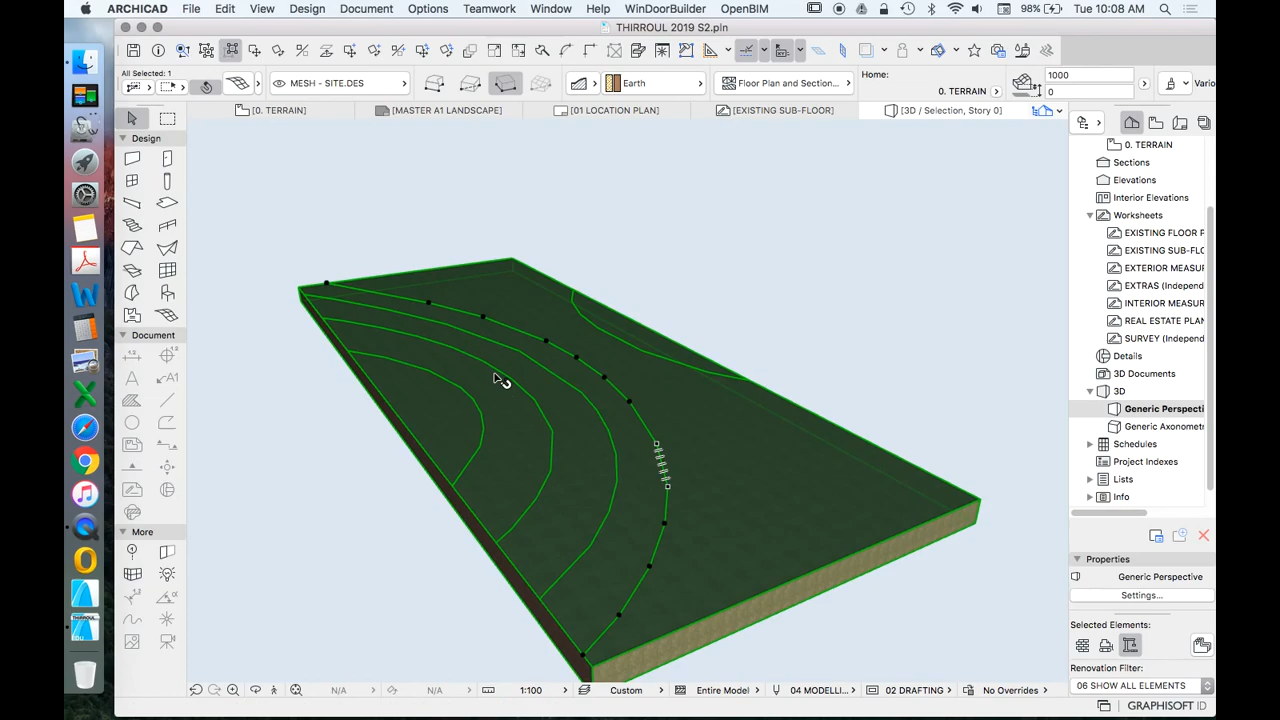 ARCHICAD File Edit View Design Document Options Teamwork Window WinDoorBuilder OpenBIM 98% Tue 10:08 AM
THIRROUL 2019 S2.pln
All Selected: 1
MESH - SITE.DES
Earth
Floor Plan and Section...
Home:
0. TERRAIN
1000
0
Vario
[0. TERRAIN]
[MASTER A1 LANDSCAPE]
[01 LOCATION PLAN]
[EXISTING SUB-FLOOR]
[3D / Selection, Story 0]
Design
Document
More
0. TERRAIN
Sections
Elevations
Interior Elevations
Worksheets
EXISTING FLOOR P
EXISTING SUB-FLO
EXTERIOR MEASUR
EXTRAS (Independ
INTERIOR MEASUR
REAL ESTATE PLAN
SURVEY (Independ
Details
3D Documents
3D
Generic Perspecti
Generic Axonomet
Schedules
Project Indexes
Lists
Info
Properties
Generic Perspective
Settings...
Selected Elements:
Renovation Filter:
06 SHOW ALL ELEMENTS
N/A
N/A
1:100
Custom
Entire Model
04 MODELLI...
02 DRAFTING
No Overrides
GRAPHISOFT ID